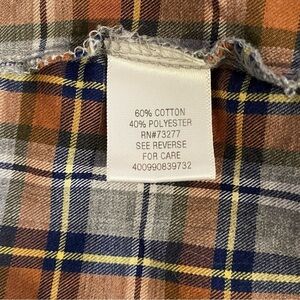 60% COTTON
40% POLYESTER
RN#73277
SEE REVERSE
FOR CARE
400990839732